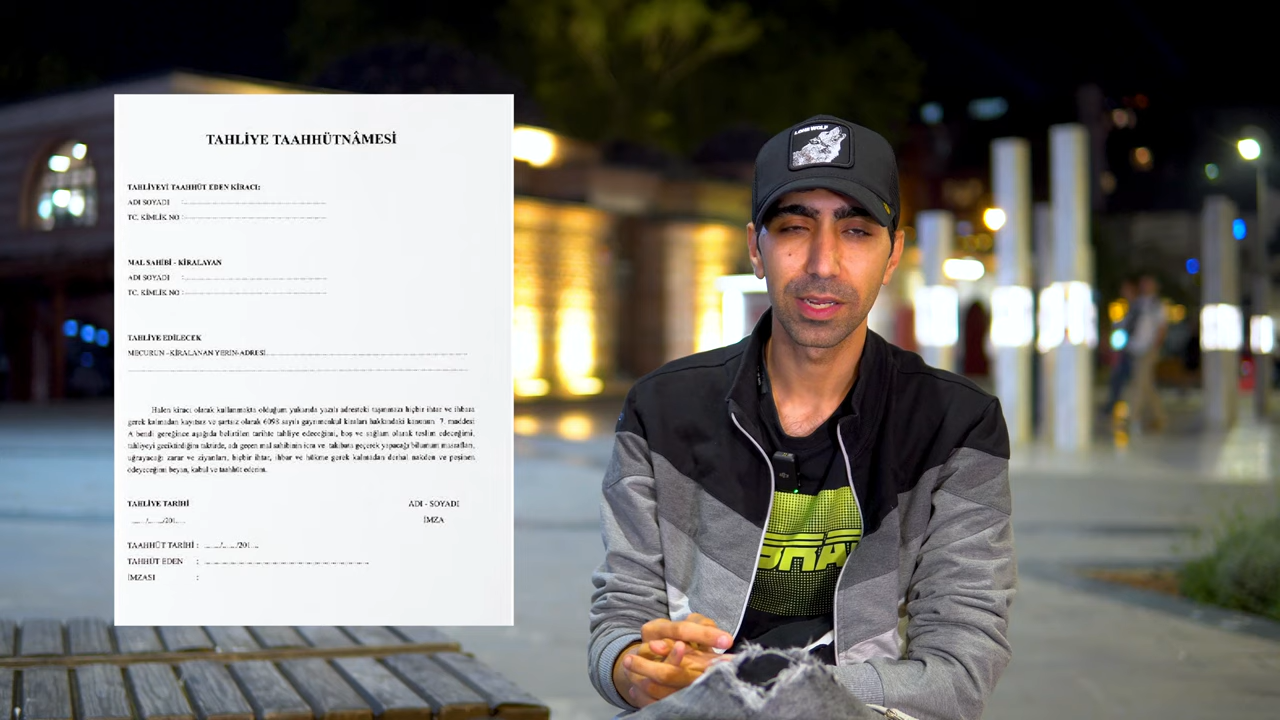 TAHLİYE TAAHHÜTNÂMESİ
TAHLİYEYİ TAAHHÜT EDEN KİRACI:
ADI SOYADI :
TC. KİMLİK NO :
MAL SAHİBİ - KİRALAYAN
ADI SOYADI :
TC. KİMLİK NO :
TAHLİYE EDİLECEK
MECURUN - KİRALANAN YERİN-ADRESİ
Halen kiracı olarak kullanmakta olduğum yukarıda yazılı adresteki taşınmazı hiçbir ihtar ve ihbara
gerek kalmadan kayıtsız ve şartsız olarak 6098 sayılı gayrimenkul kiraları hakkındaki kanunun 7. maddesi
A bendi gereğince aşağıda belirtilen tarihte tahliye edeceğimi, boş ve sağlam olarak teslim edeceğimi,
tahliyeyi geciktirdiğim taktirde, adı geçen mal sahibinin icra ve takibata geçerek yapacağı bilumum masrafları,
uğrayacağı zarar ve ziyanları, hiçbir ihtar, ihbar ve hükme gerek kalmadan derhal nakden ve peşinen
ödeyeceğimi beyan, kabul ve taahhüt ederim.
TAHLİYE TARİHİ ADI - SOYADI
....../....../201.... İMZA
TAAHHÜT TARİHİ : ....../....../201....
TAHHÜT EDEN :
İMZASI :
LONE WOLF